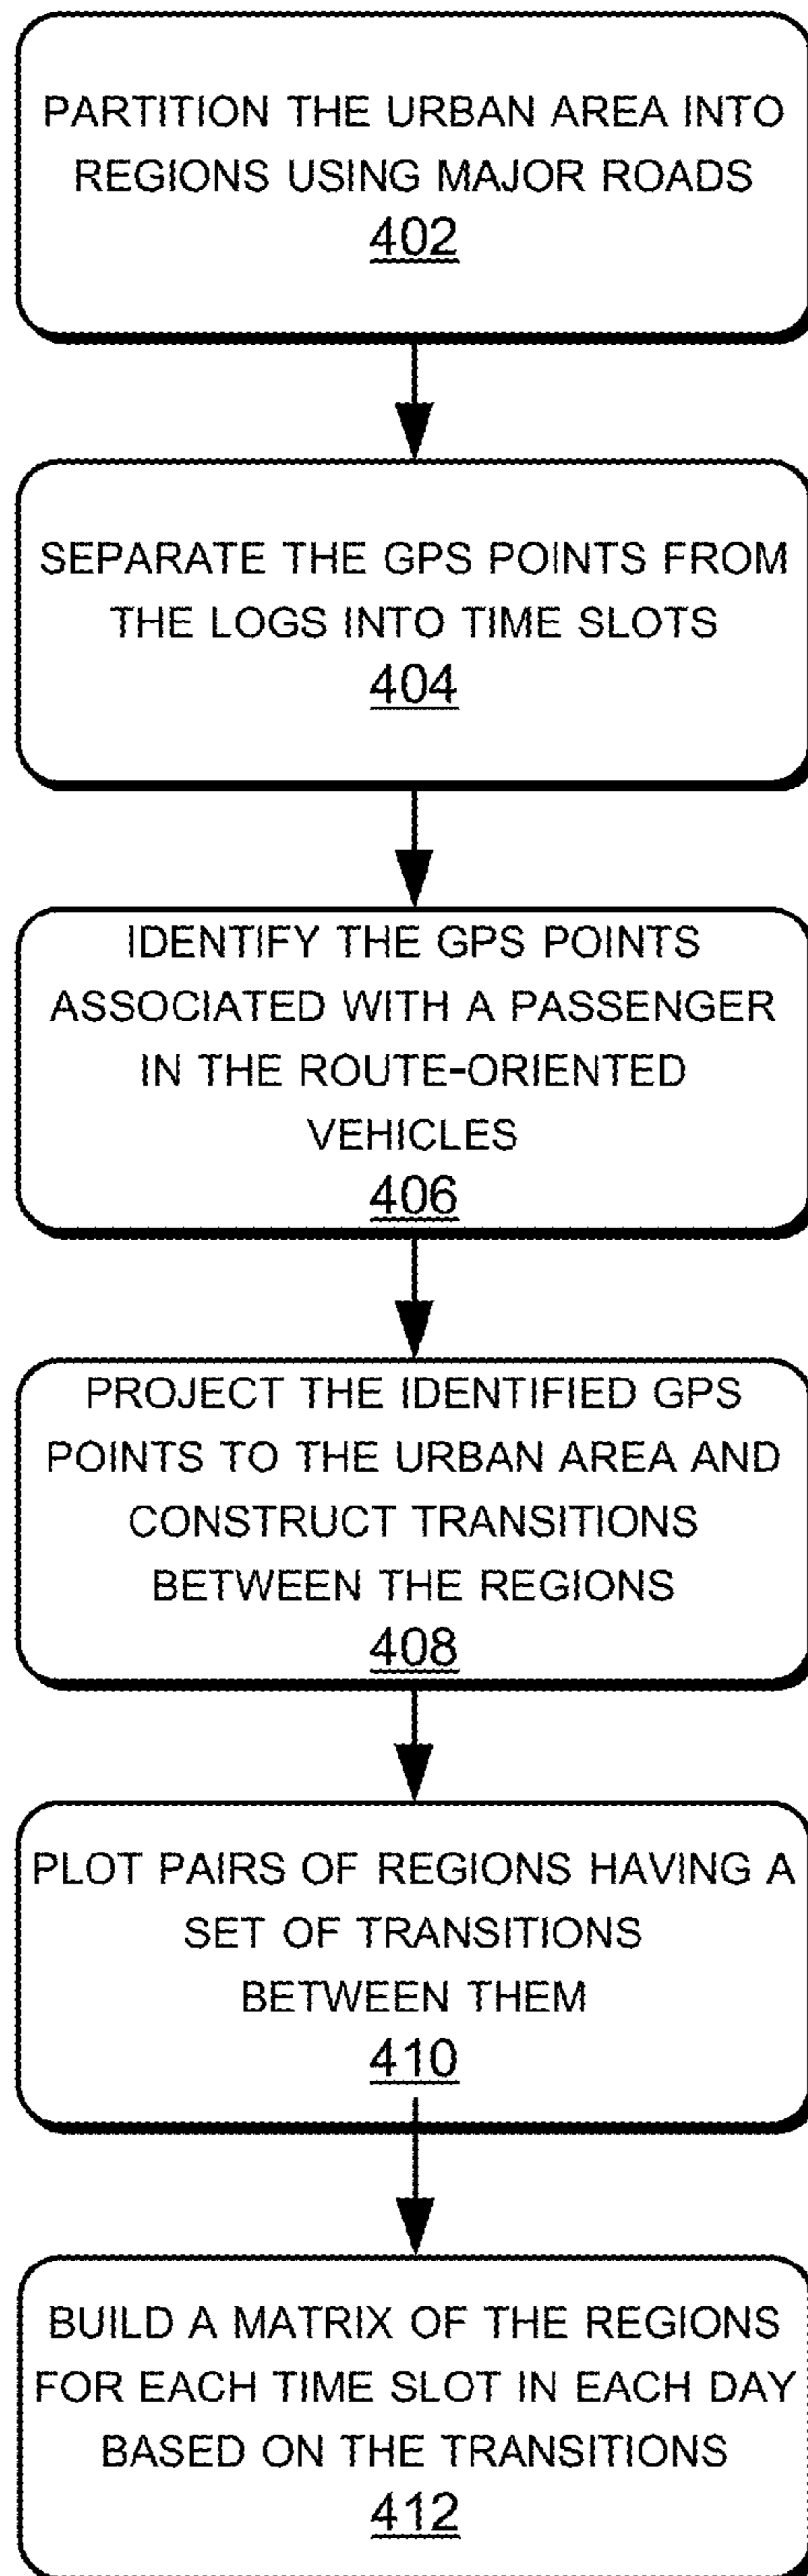 PARTITION THE URBAN AREA INTO
REGIONS USING MAJOR ROADS
402
SEPARATE THE GPS POINTS FROM
THE LOGS INTO TIME SLOTS
404
IDENTIFY THE GPS POINTS
ASSOCIATED WITH A PASSENGER
IN THE ROUTE-ORIENTED
VEHICLES
406
PROJECT THE IDENTIFIED GPS
POINTS TO THE URBAN AREA AND
CONSTRUCT TRANSITIONS
BETWEEN THE REGIONS
408
PLOT PAIRS OF REGIONS HAVING A
SET OF TRANSITIONS
BETWEEN THEM
410
BUILD A MATRIX OF THE REGIONS
FOR EACH TIME SLOT IN EACH DAY
BASED ON THE TRANSITIONS
412